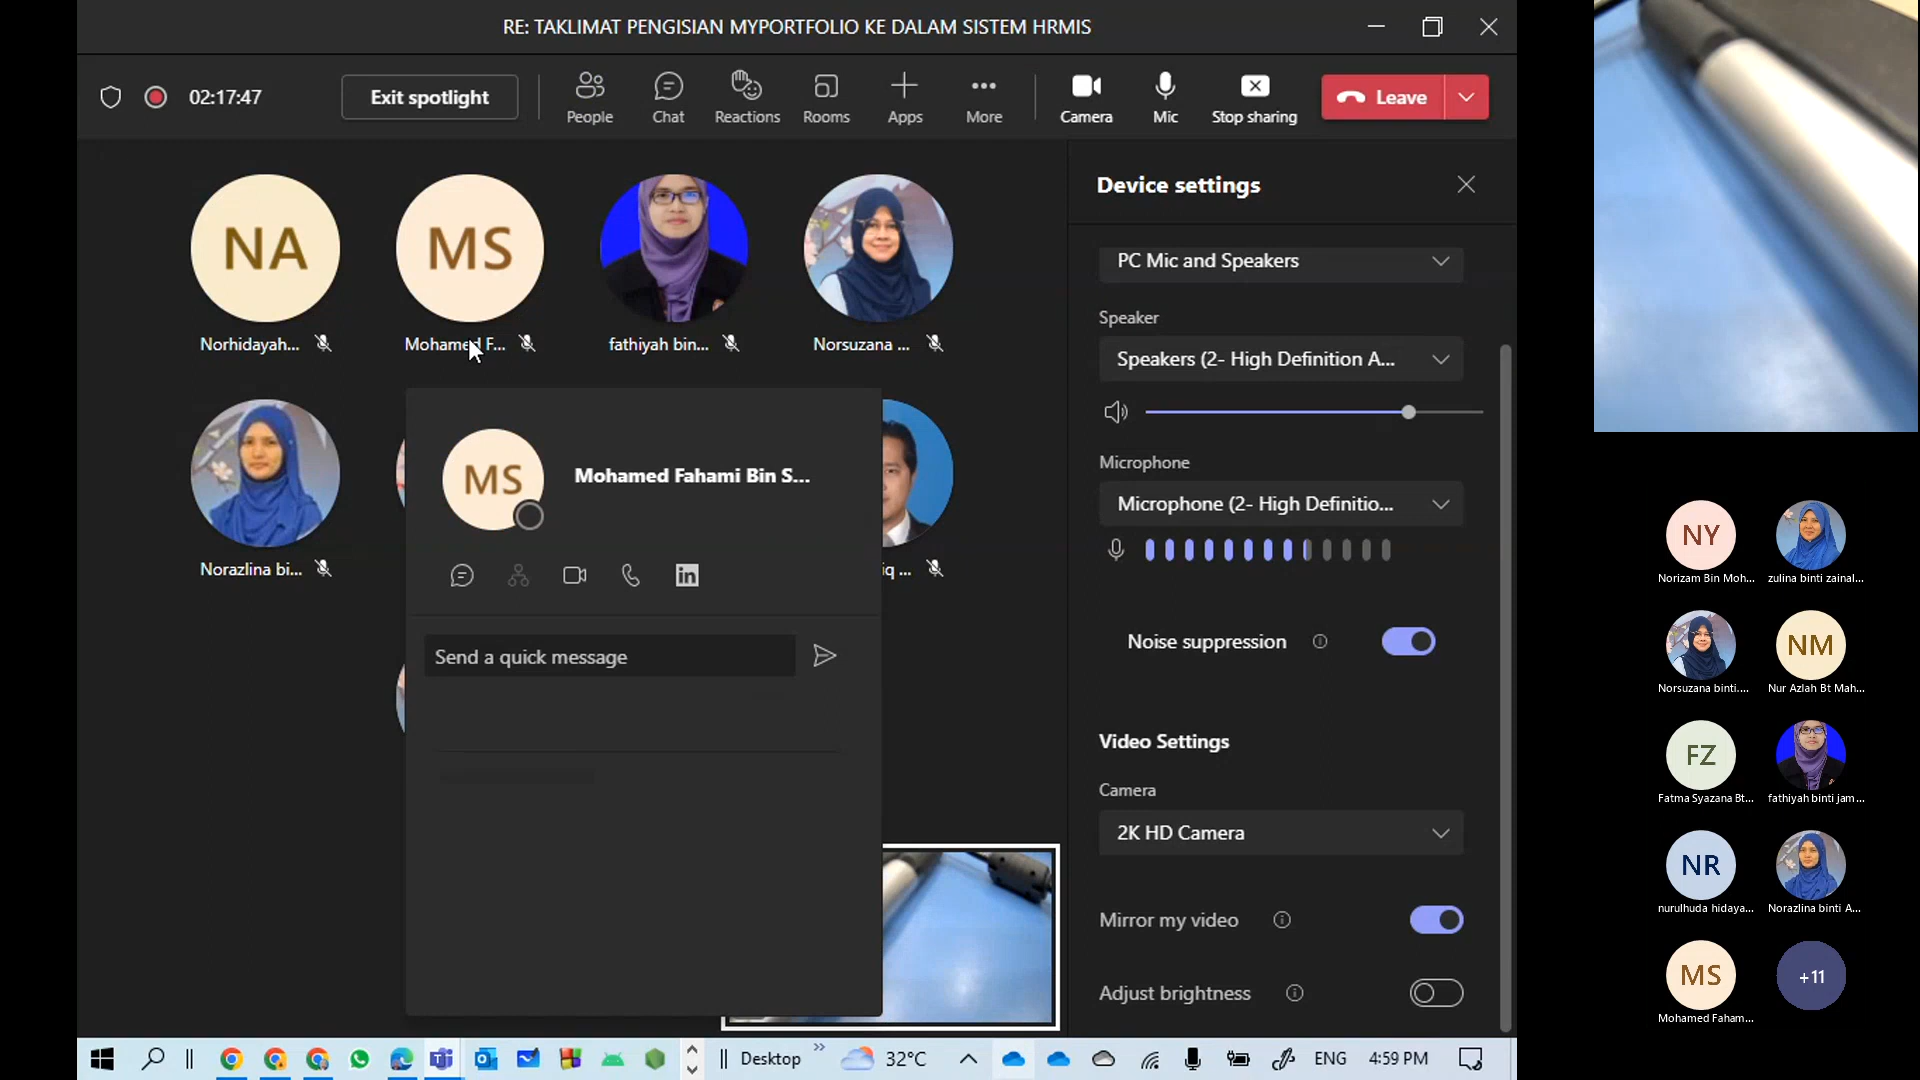 RE: TAKLIMAT PENGISIAN MYPORTFOLIO KE DALAM SISTEM HRMIS
02:17:47
Exit spotlight
People
Chat
Reactions
Rooms
Apps
More
Camera
Mic
Stop sharing
Leave
NA
MS
Norhidayah...
Mohamed F...
fathiyah bin...
Norsuzana ...
Norazlina bi...
iq ...
MS
Mohamed Fahami Bin S...
in
Send a quick message
Device settings
PC Mic and Speakers
Speaker
Speakers (2- High Definition A...
Microphone
Microphone (2- High Definitio...
Noise suppression
Video Settings
Camera
2K HD Camera
Mirror my video
Adjust brightness
NY
Norizam Bin Moh...
zulina binti zainal...
NM
Norsuzana binti....
Nur Azlah Bt Mah...
FZ
Fatma Syazana Bt...
fathiyah binti jam...
NR
nurulhuda hidaya...
Norazlina binti A...
MS
+11
Mohamed Faham...
Desktop
32°C
ENG
4:59 PM